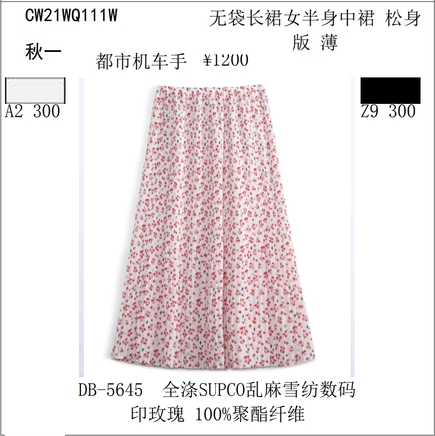 CW21WQ111W
无袋长裙女半身中裙 松身
版 薄
秋一
都市机车手 ¥1200
A2 300
Z9 300
DB-5645 全涤SUPCO乱麻雪纺数码
印玫瑰 100%聚酯纤维